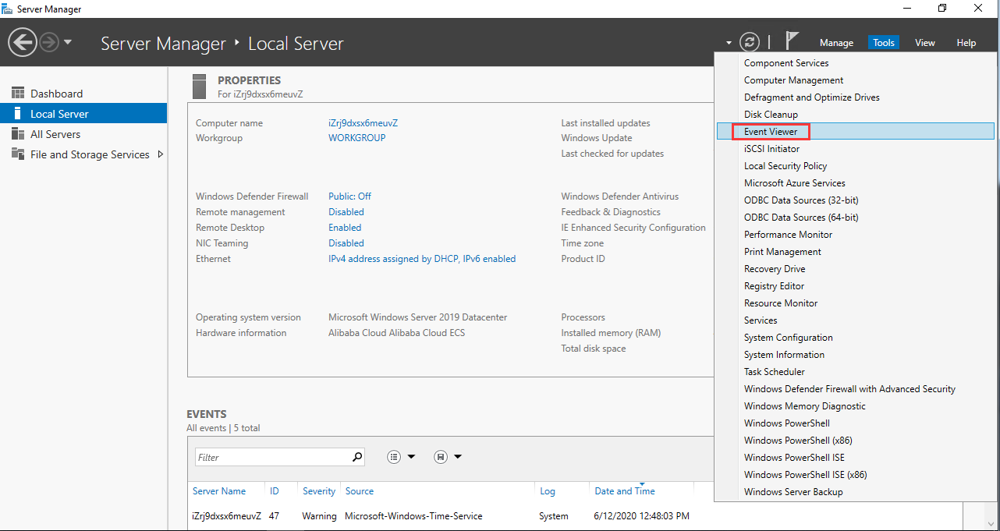 Server Manager
Server Manager ‣ Local Server
Manage Tools View Help
Dashboard
Local Server
All Servers
File and Storage Services
PROPERTIES
For iZrj9dxsx6meuvZ
Computer name iZrj9dxsx6meuvZ
Workgroup WORKGROUP
Last installed updates
Windows Update
Last checked for updates
Windows Defender Firewall Public: Off
Remote management Disabled
Remote Desktop Enabled
NIC Teaming Disabled
Ethernet IPv4 address assigned by DHCP, IPv6 enabled
Windows Defender Antivirus
Feedback & Diagnostics
IE Enhanced Security Configuration
Time zone
Product ID
Operating system version Microsoft Windows Server 2019 Datacenter
Hardware information Alibaba Cloud Alibaba Cloud ECS
Processors
Installed memory (RAM)
Total disk space
EVENTS
All events | 5 total
Filter
Server Name ID Severity Source Log Date and Time
iZrj9dxsx6meuvZ 47 Warning Microsoft-Windows-Time-Service System 6/12/2020 12:48:03 PM
Component Services
Computer Management
Defragment and Optimize Drives
Disk Cleanup
Event Viewer
iSCSI Initiator
Local Security Policy
Microsoft Azure Services
ODBC Data Sources (32-bit)
ODBC Data Sources (64-bit)
Performance Monitor
Print Management
Recovery Drive
Registry Editor
Resource Monitor
Services
System Configuration
System Information
Task Scheduler
Windows Defender Firewall with Advanced Security
Windows Memory Diagnostic
Windows PowerShell
Windows PowerShell (x86)
Windows PowerShell ISE
Windows PowerShell ISE (x86)
Windows Server Backup